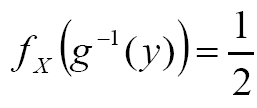 f_X(g⁻¹(y)) = 1/2